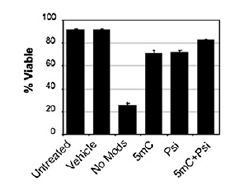 % Viable
100
80
60
40
20
0
Untreated
Vehicle
No Mods
5mC
Psi
5mC+Psi